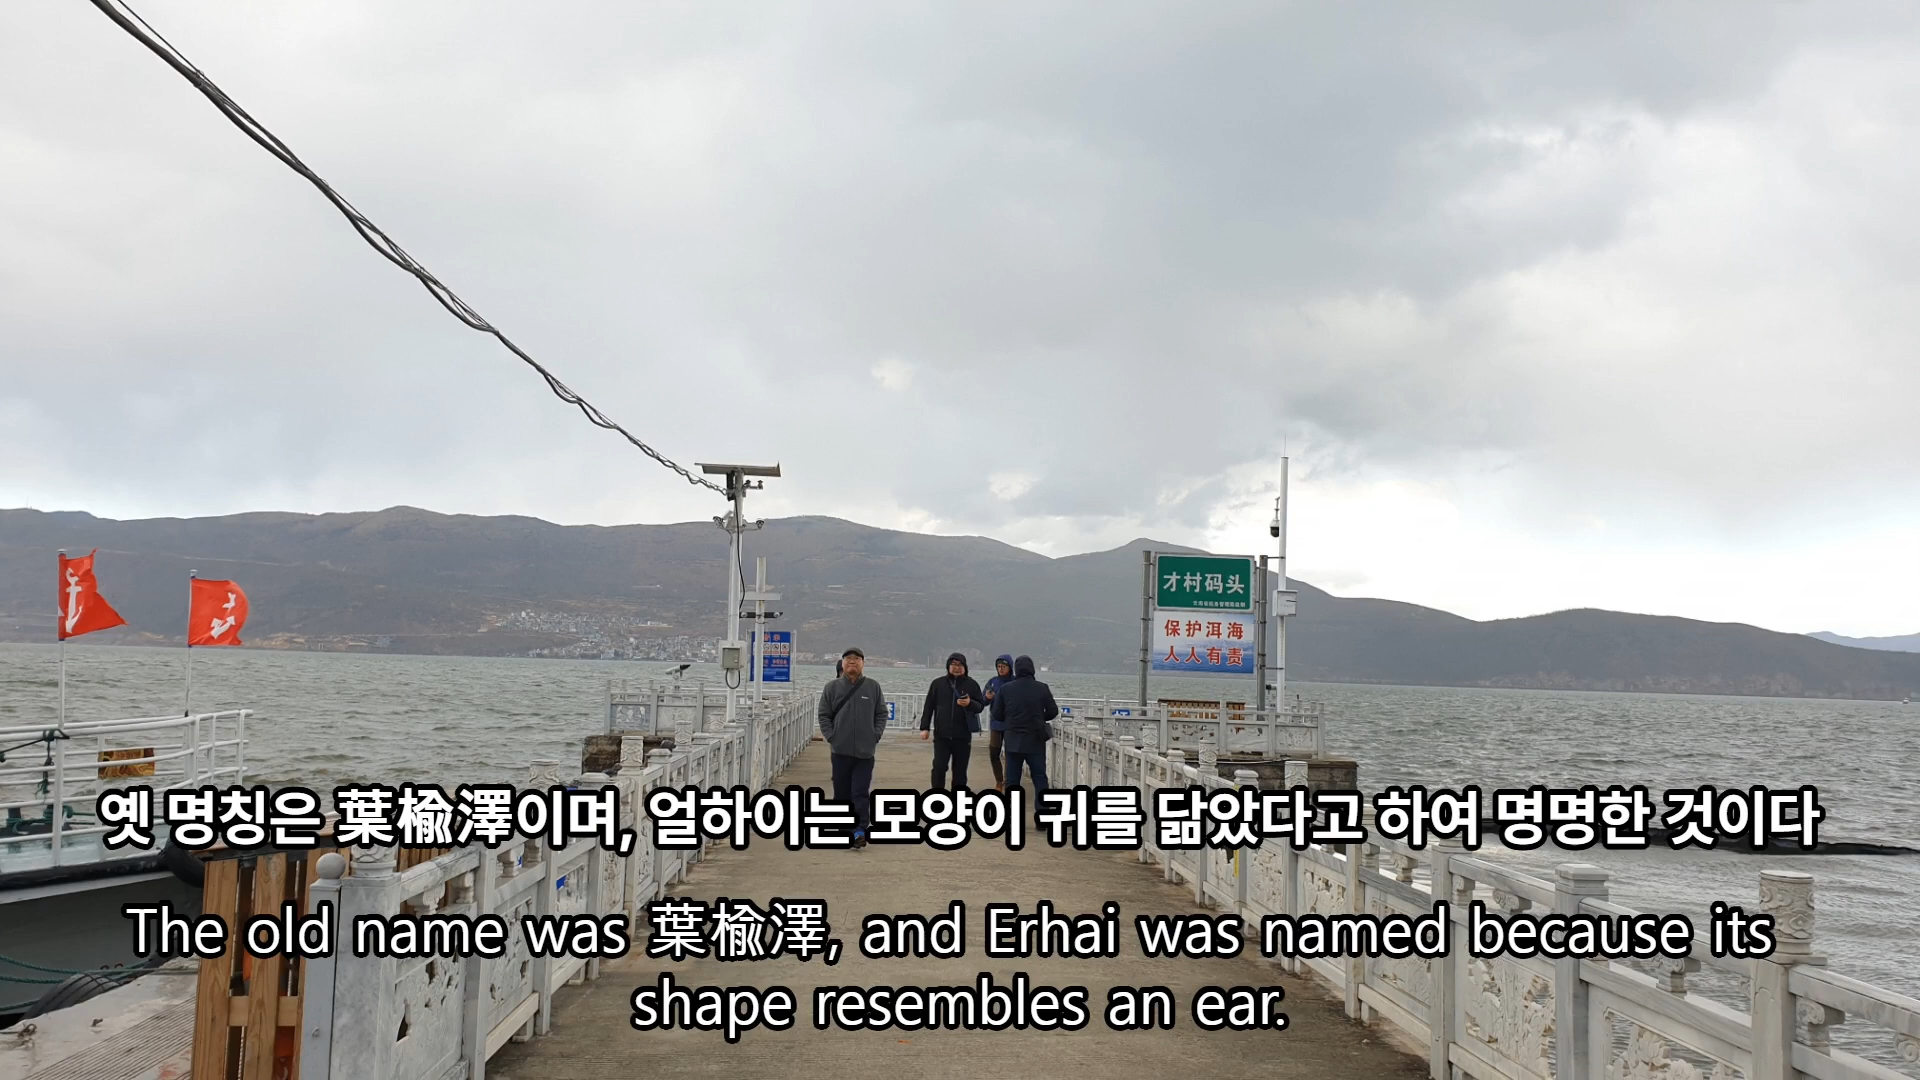 才村码头
保护洱海
人人有责
옛 명칭은 葉楡澤이며, 얼하이는 모양이 귀를 닮았다고 하여 명명한 것이다
The old name was 葉楡澤, and Erhai was named because its
shape resembles an ear.